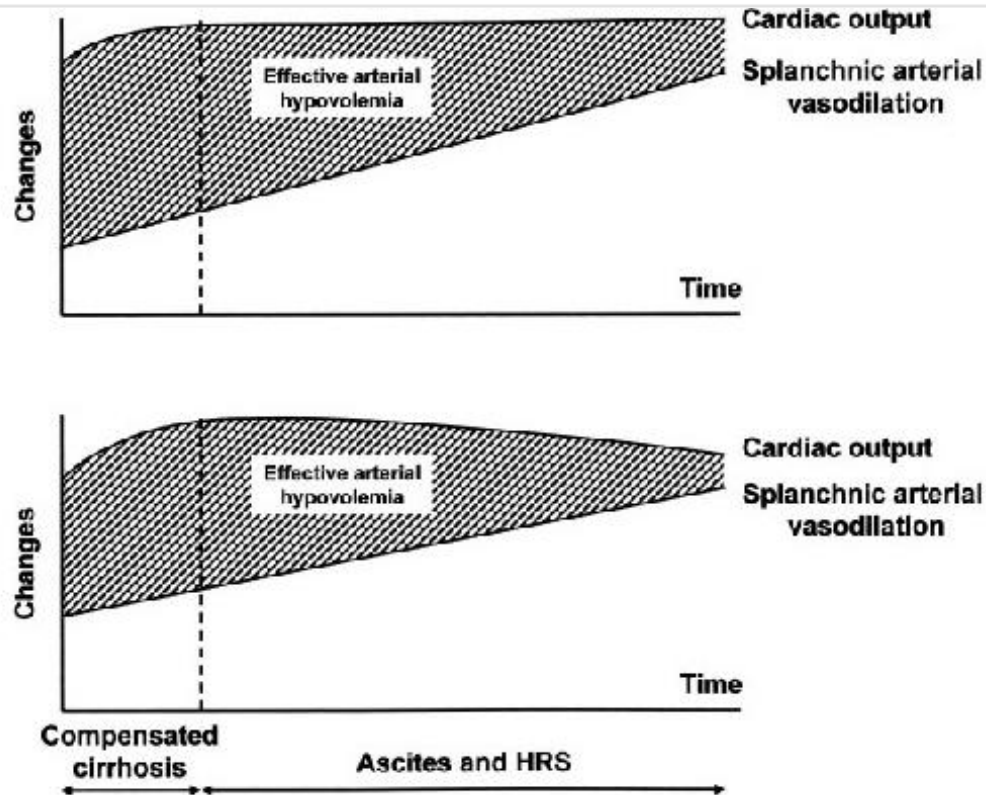 Cardiac output
Effective arterial
hypovolemia
Splanchnic arterial
vasodilation
Changes
Time
Cardiac output
Effective arterial
hypovolemia
Splanchnic arterial
vasodilation
Changes
Time
Compensated
cirrhosis
Ascites and HRS